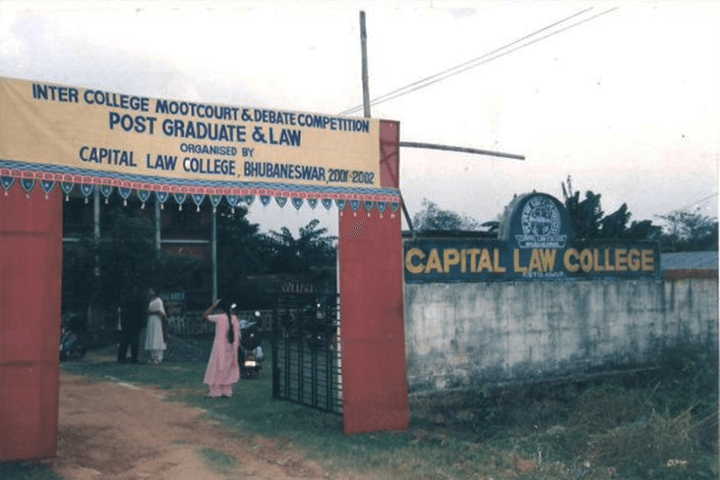 INTER COLLEGE MOOTCOURT & DEBATE COMPETITION
POST GRADUATE & LAW
ORGANISED BY
CAPITAL LAW COLLEGE, BHUBANESWAR, 2001-2002
CAPITAL LAW COLLEGE
COLLEGE